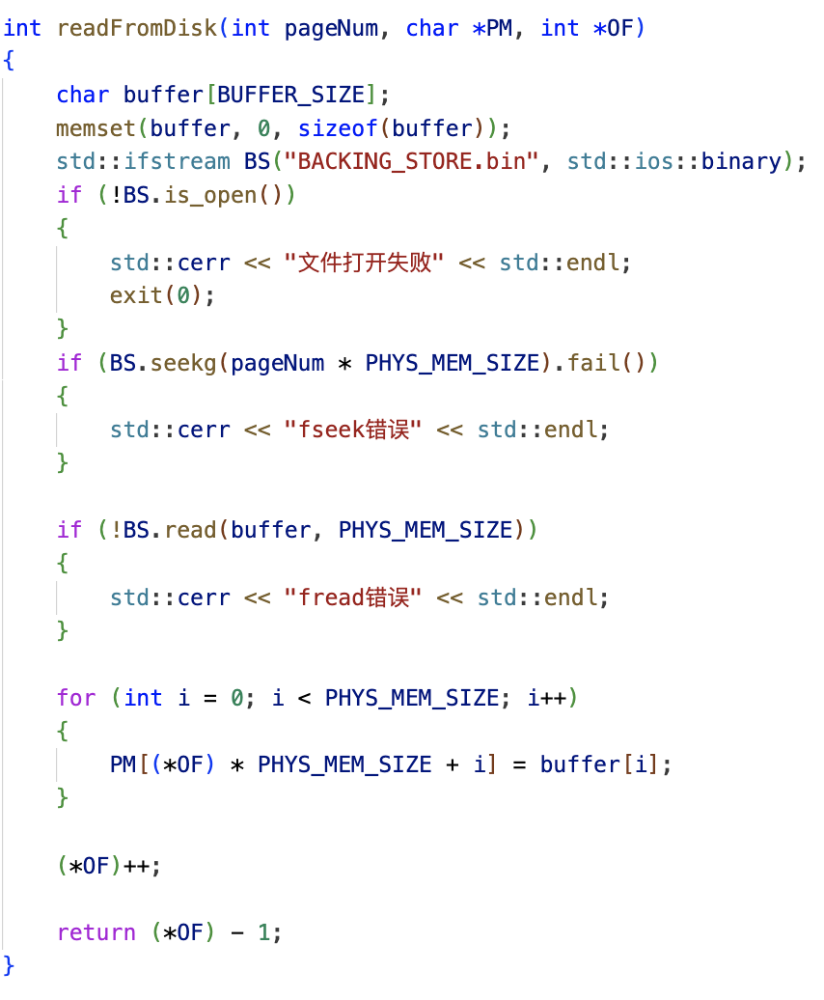 int readFromDisk(int pageNum, char *PM, int *OF)
{
    char buffer[BUFFER_SIZE];
    memset(buffer, 0, sizeof(buffer));
    std::ifstream BS("BACKING_STORE.bin", std::ios::binary);
    if (!BS.is_open())
    {
        std::cerr << "文件打开失败" << std::endl;
        exit(0);
    }
    if (BS.seekg(pageNum * PHYS_MEM_SIZE).fail())
    {
        std::cerr << "fseek错误" << std::endl;
    }

    if (!BS.read(buffer, PHYS_MEM_SIZE))
    {
        std::cerr << "fread错误" << std::endl;
    }

    for (int i = 0; i < PHYS_MEM_SIZE; i++)
    {
        PM[(*OF) * PHYS_MEM_SIZE + i] = buffer[i];
    }

    (*OF)++;

    return (*OF) - 1;
}